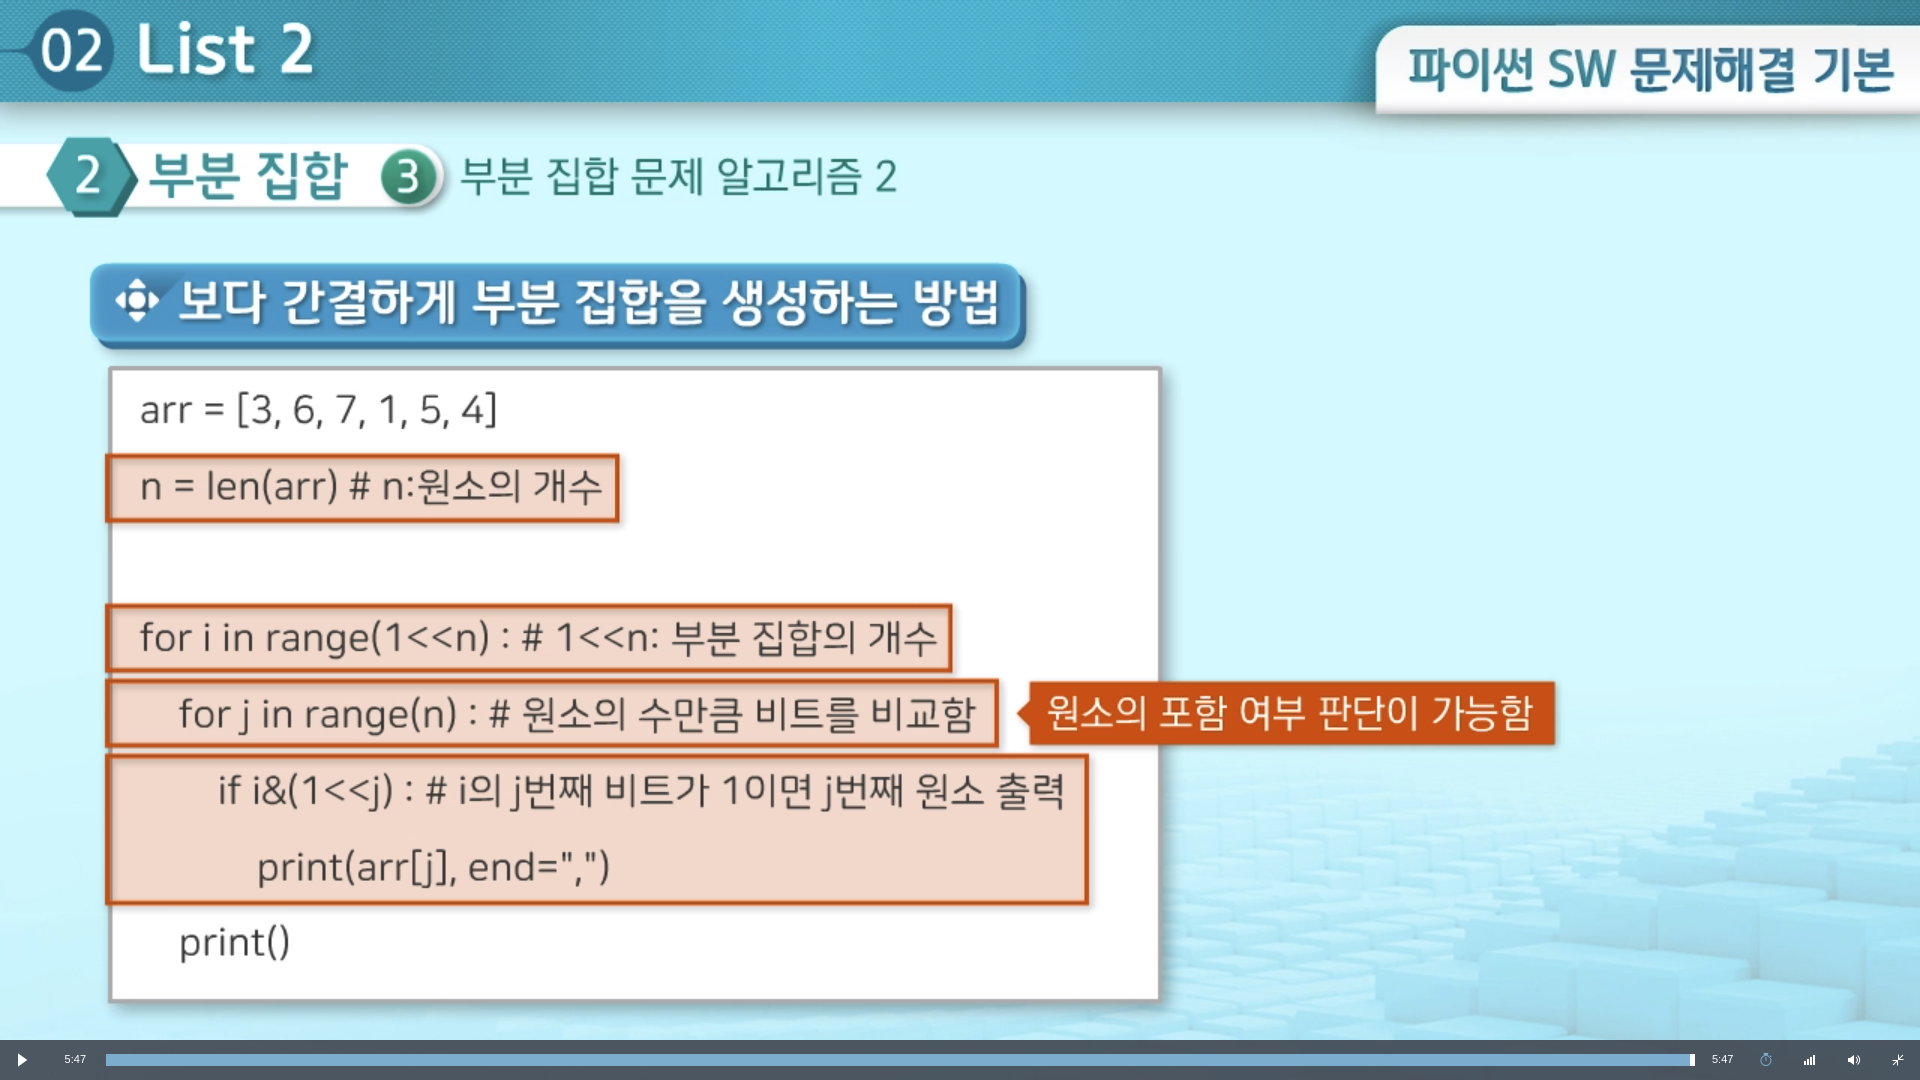 02 List 2
파이썬 SW 문제해결 기본
2 부분 집합 3 부분 집합 문제 알고리즘 2
보다 간결하게 부분 집합을 생성하는 방법
arr = [3, 6, 7, 1, 5, 4]
n = len(arr) # n:원소의 개수
for i in range(1<<n) : # 1<<n: 부분 집합의 개수
for j in range(n) : # 원소의 수만큼 비트를 비교함
원소의 포함 여부 판단이 가능함
if i&(1<<j) : # i의 j번째 비트가 1이면 j번째 원소 출력
print(arr[j], end=",")
print()
5:47
5:47